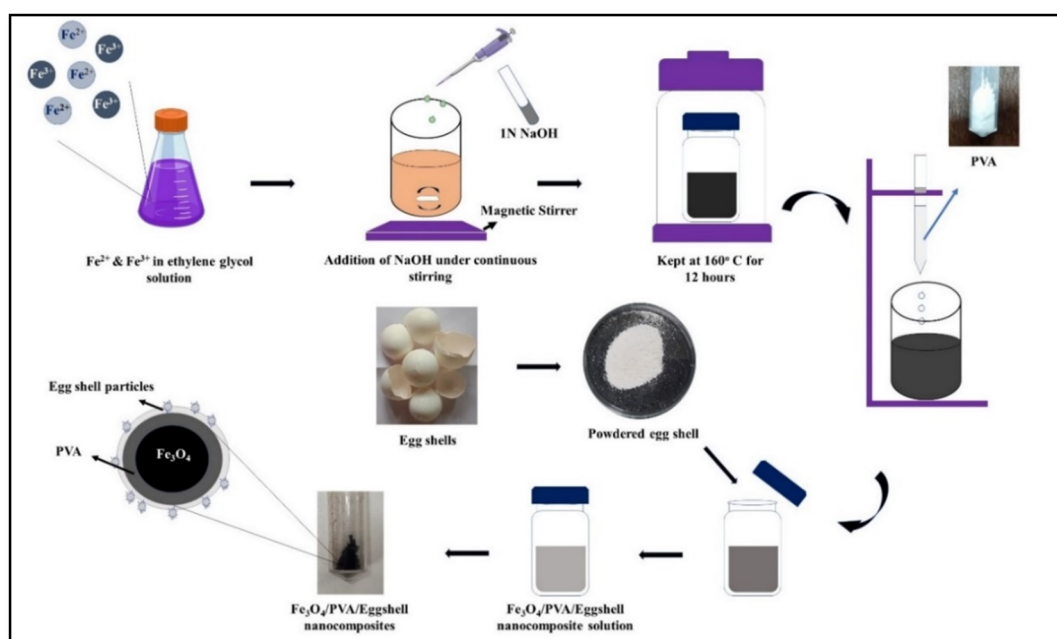 Fe²⁺
Fe³⁺
Fe³⁺
Fe²⁺
Fe²⁺
Fe³⁺
1N NaOH
PVA
Magnetic Stirrer
Fe²⁺ & Fe³⁺ in ethylene glycol
solution
Addition of NaOH under continuous
stirring
Kept at 160° C for
12 hours
Egg shell particles
PVA
Fe₃O₄
Egg shells
Powdered egg shell
Fe₃O₄/PVA/Eggshell
nanocomposites
Fe₃O₄/PVA/Eggshell
nanocomposite solution